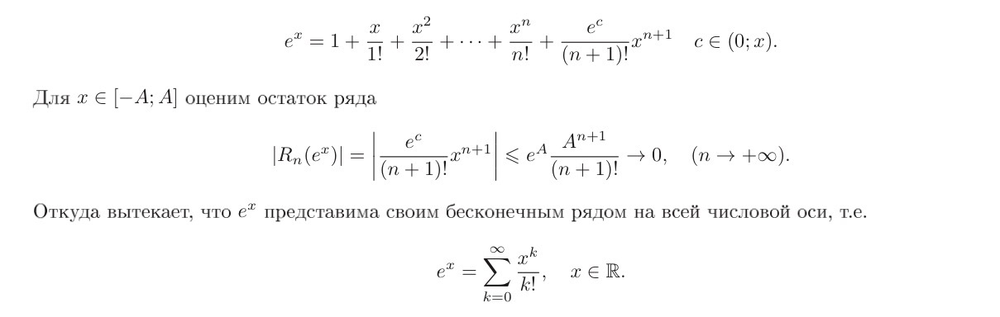 $e^x = 1 + \frac{x}{1!} + \frac{x^2}{2!} + \cdots + \frac{x^n}{n!} + \frac{e^c}{(n+1)!}x^{n+1} \quad c \in (0; x).$
Для $x \in [-A; A]$ оценим остаток ряда
$|R_n(e^x)| = \left|\frac{e^c}{(n+1)!}x^{n+1}\right| \leqslant e^A \frac{A^{n+1}}{(n+1)!} \to 0, \quad (n \to +\infty).$
Откуда вытекает, что $e^x$ представима своим бесконечным рядом на всей числовой оси, т.е.
$e^x = \sum_{k=0}^{\infty} \frac{x^k}{k!}, \quad x \in \mathbb{R}.$